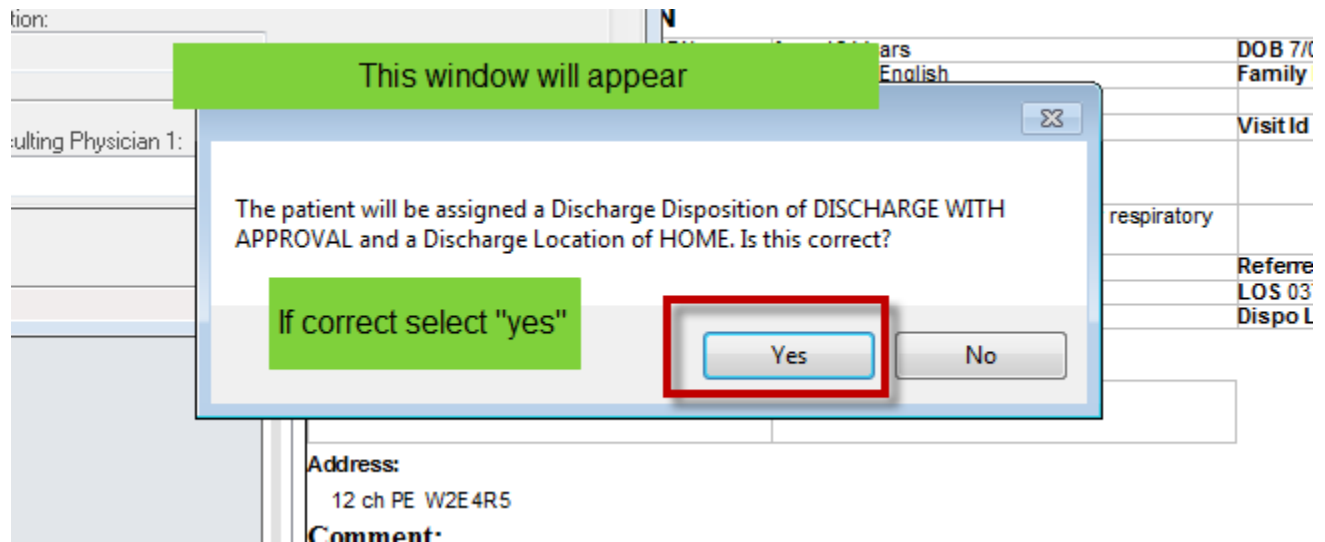 tion:
N
ars
DOB 7/0
This window will appear
English
Family
ulting Physician 1:
Visit Id
The patient will be assigned a Discharge Disposition of DISCHARGE WITH
APPROVAL and a Discharge Location of HOME. Is this correct?
respiratory
Referre
If correct select "yes"
LOS 03
Dispo L
Yes
No
Address:
12 ch PE W2E4R5
Comment: